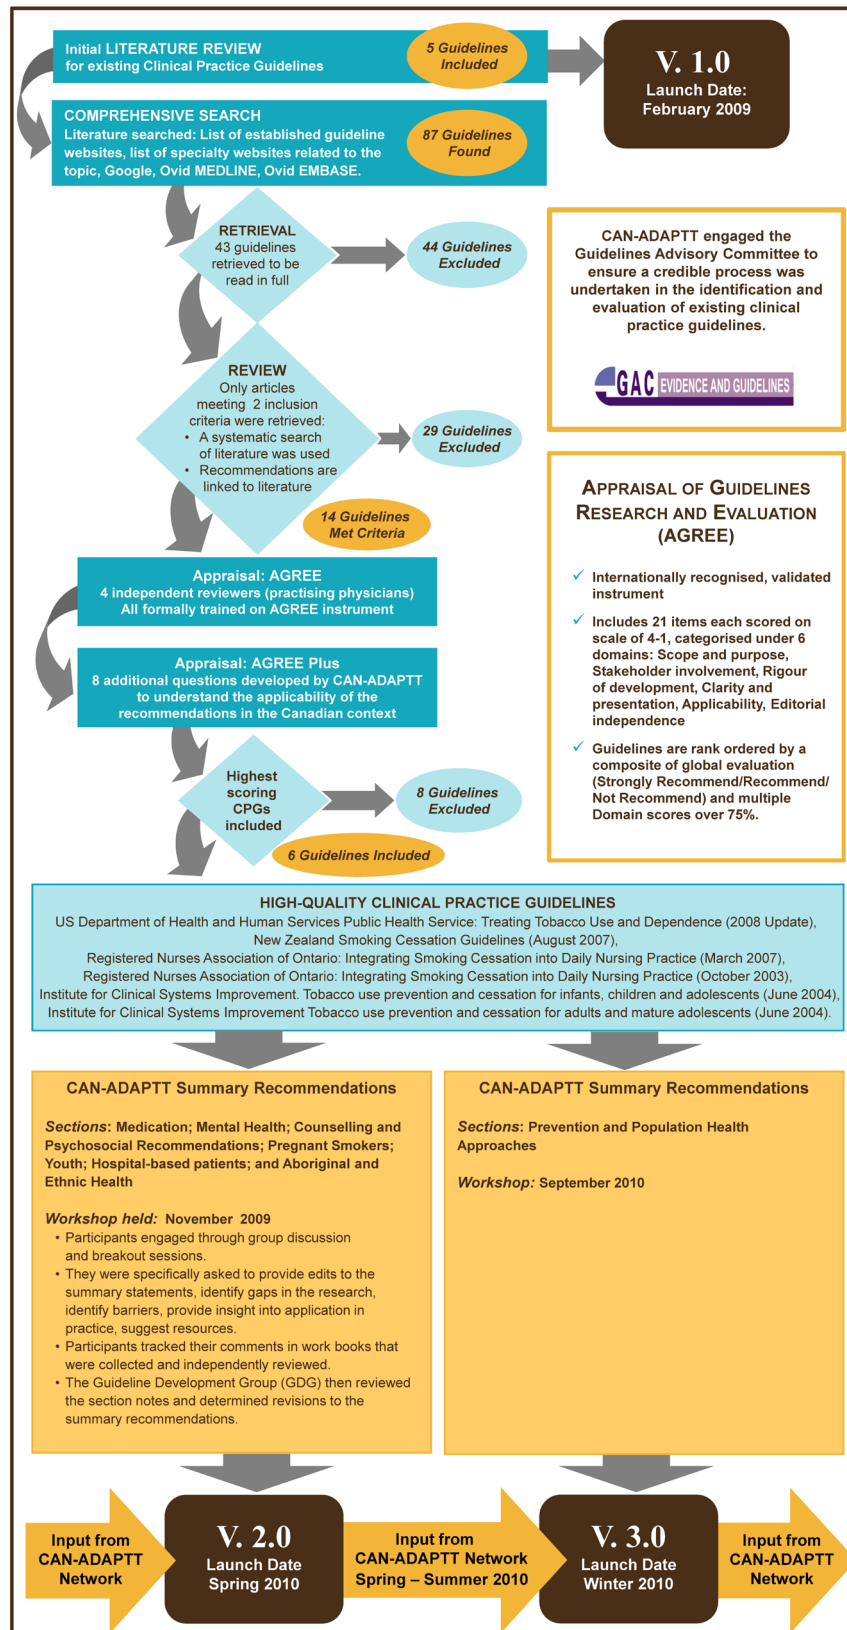 Initial LITERATURE REVIEW
for existing Clinical Practice Guidelines
5 Guidelines
Included
V. 1.0
Launch Date:
February 2009
COMPREHENSIVE SEARCH
Literature searched: List of established guideline
websites, list of specialty websites related to the
topic, Google, Ovid MEDLINE, Ovid EMBASE.
87 Guidelines
Found
RETRIEVAL
43 guidelines
retrieved to be
read in full
44 Guidelines
Excluded
CAN-ADAPTT engaged the
Guidelines Advisory Committee to
ensure a credible process was
undertaken in the identification and
evaluation of existing clinical
practice guidelines.
GAC EVIDENCE AND GUIDELINES
REVIEW
Only articles
meeting 2 inclusion
criteria were retrieved:
• A systematic search
of literature was used
• Recommendations are
linked to literature
29 Guidelines
Excluded
14 Guidelines
Met Criteria
APPRAISAL OF GUIDELINES
RESEARCH AND EVALUATION
(AGREE)
✓ Internationally recognised, validated
instrument
✓ Includes 21 items each scored on
scale of 4-1, categorised under 6
domains: Scope and purpose,
Stakeholder involvement, Rigour
of development, Clarity and
presentation, Applicability, Editorial
independence
✓ Guidelines are rank ordered by a
composite of global evaluation
(Strongly Recommend/Recommend/
Not Recommend) and multiple
Domain scores over 75%.
Appraisal: AGREE
4 independent reviewers (practising physicians)
All formally trained on AGREE instrument
Appraisal: AGREE Plus
8 additional questions developed by CAN-ADAPTT
to understand the applicability of the
recommendations in the Canadian context
Highest
scoring
CPGs
included
8 Guidelines
Excluded
6 Guidelines Included
HIGH-QUALITY CLINICAL PRACTICE GUIDELINES
US Department of Health and Human Services Public Health Service: Treating Tobacco Use and Dependence (2008 Update),
New Zealand Smoking Cessation Guidelines (August 2007),
Registered Nurses Association of Ontario: Integrating Smoking Cessation into Daily Nursing Practice (March 2007),
Registered Nurses Association of Ontario: Integrating Smoking Cessation into Daily Nursing Practice (October 2003),
Institute for Clinical Systems Improvement. Tobacco use prevention and cessation for infants, children and adolescents (June 2004),
Institute for Clinical Systems Improvement Tobacco use prevention and cessation for adults and mature adolescents (June 2004).
CAN-ADAPTT Summary Recommendations
Sections: Medication; Mental Health; Counselling and
Psychosocial Recommendations; Pregnant Smokers;
Youth; Hospital-based patients; and Aboriginal and
Ethnic Health
Workshop held: November 2009
• Participants engaged through group discussion
and breakout sessions.
• They were specifically asked to provide edits to the
summary statements, identify gaps in the research,
identify barriers, provide insight into application in
practice, suggest resources.
• Participants tracked their comments in work books that
were collected and independently reviewed.
• The Guideline Development Group (GDG) then reviewed
the section notes and determined revisions to the
summary recommendations.
CAN-ADAPTT Summary Recommendations
Sections: Prevention and Population Health
Approaches
Workshop: September 2010
Input from
CAN-ADAPTT
Network
V. 2.0
Launch Date
Spring 2010
Input from
CAN-ADAPTT Network
Spring – Summer 2010
V. 3.0
Launch Date
Winter 2010
Input from
CAN-ADAPTT
Network